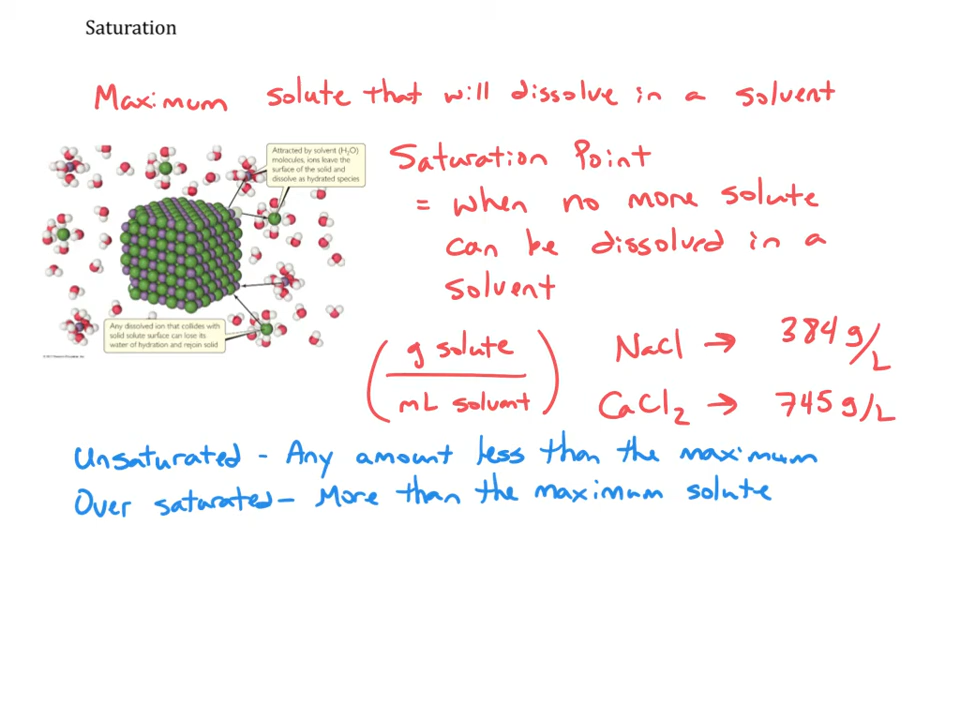 Saturation
Maximum solute that will dissolve in a solvent
Attracted by solvent (H₂O)
molecules, ions leave the
surface of the solid and
dissolve as hydrated species
Saturation Point
= when no more solute
can be dissolved in a
solvent
Any dissolved ion that collides with
solid solute surface can lose its
water of hydration and rejoin solid
g solute
mL solvant
NaCl → 384 g/L
CaCl₂ → 745 g/L
Unsaturated - Any amount less than the maximum
Over saturated - More than the maximum solute